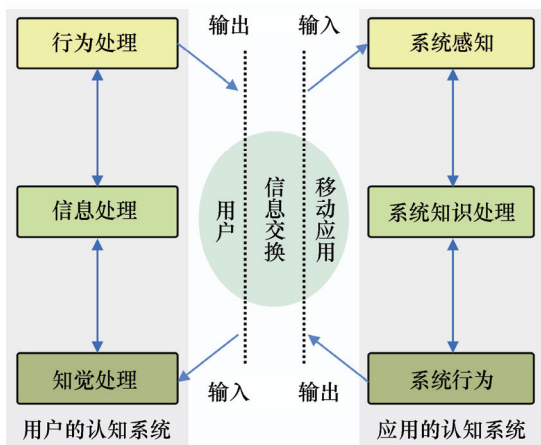 输出
输入
行为处理
系统感知
用户
信息交换
移动应用
信息处理
系统知识处理
知觉处理
系统行为
输入
输出
用户的认知系统
应用的认知系统